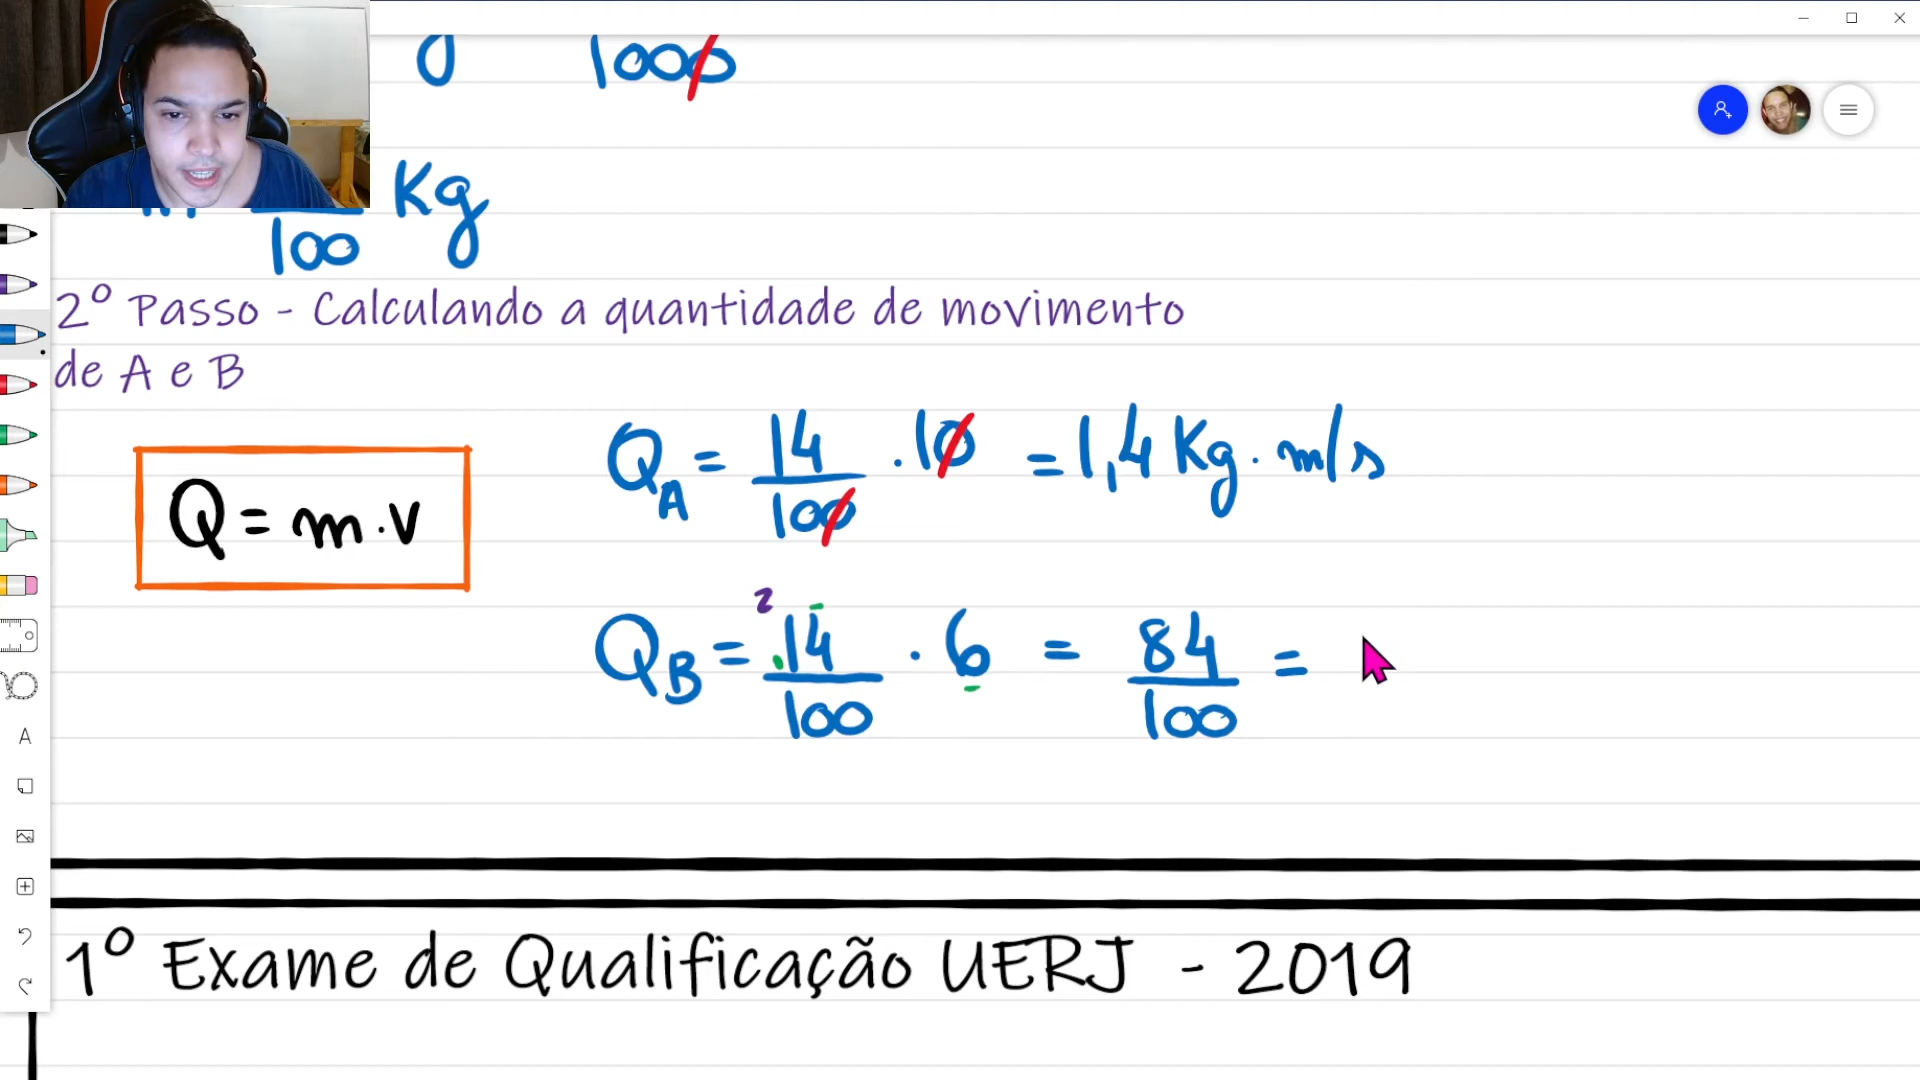 g 1000
Kg
100
2º Passo - Calculando a quantidade de movimento
de A e B
Q = m.v
Q_A = 14/100 . 10 = 1,4 Kg . m/s
2
Q_B = 14/100 . 6 = 84/100 =
1º Exame de Qualificação UERJ - 2019
A